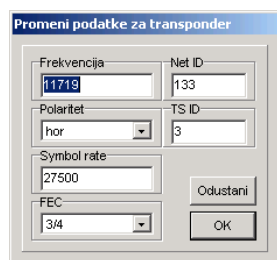 Promeni podatke za transponder
Frekvencija
11719
Net ID
133
Polaritet
hor
TS ID
3
Symbol rate
27500
FEC
3/4
Odustani
OK